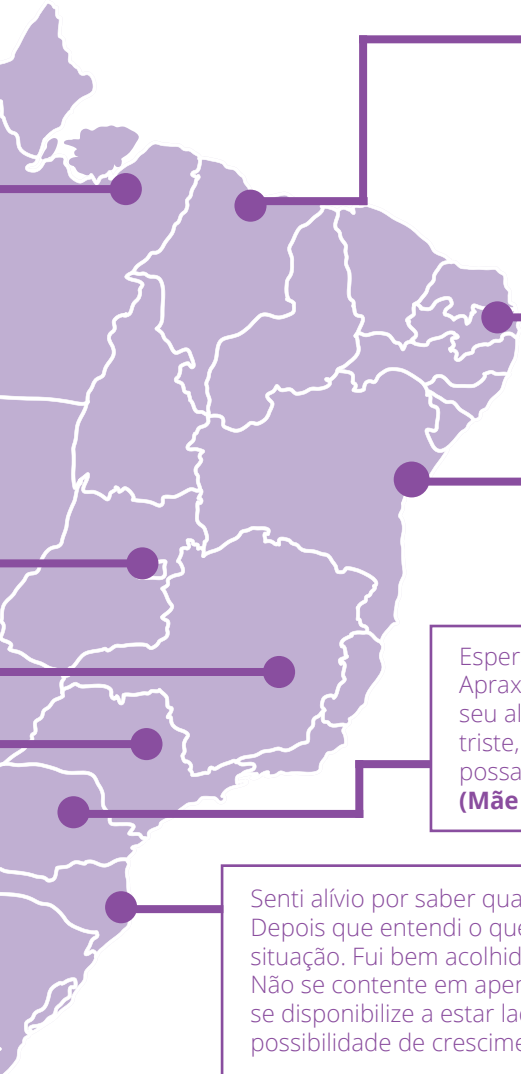 Esper
Aprax
seu al
triste,
possa
(Mãe
Senti alívio por saber qua
Depois que entendi o que
situação. Fui bem acolhid
Não se contente em aper
se disponibilize a estar la
possibilidade de crescime